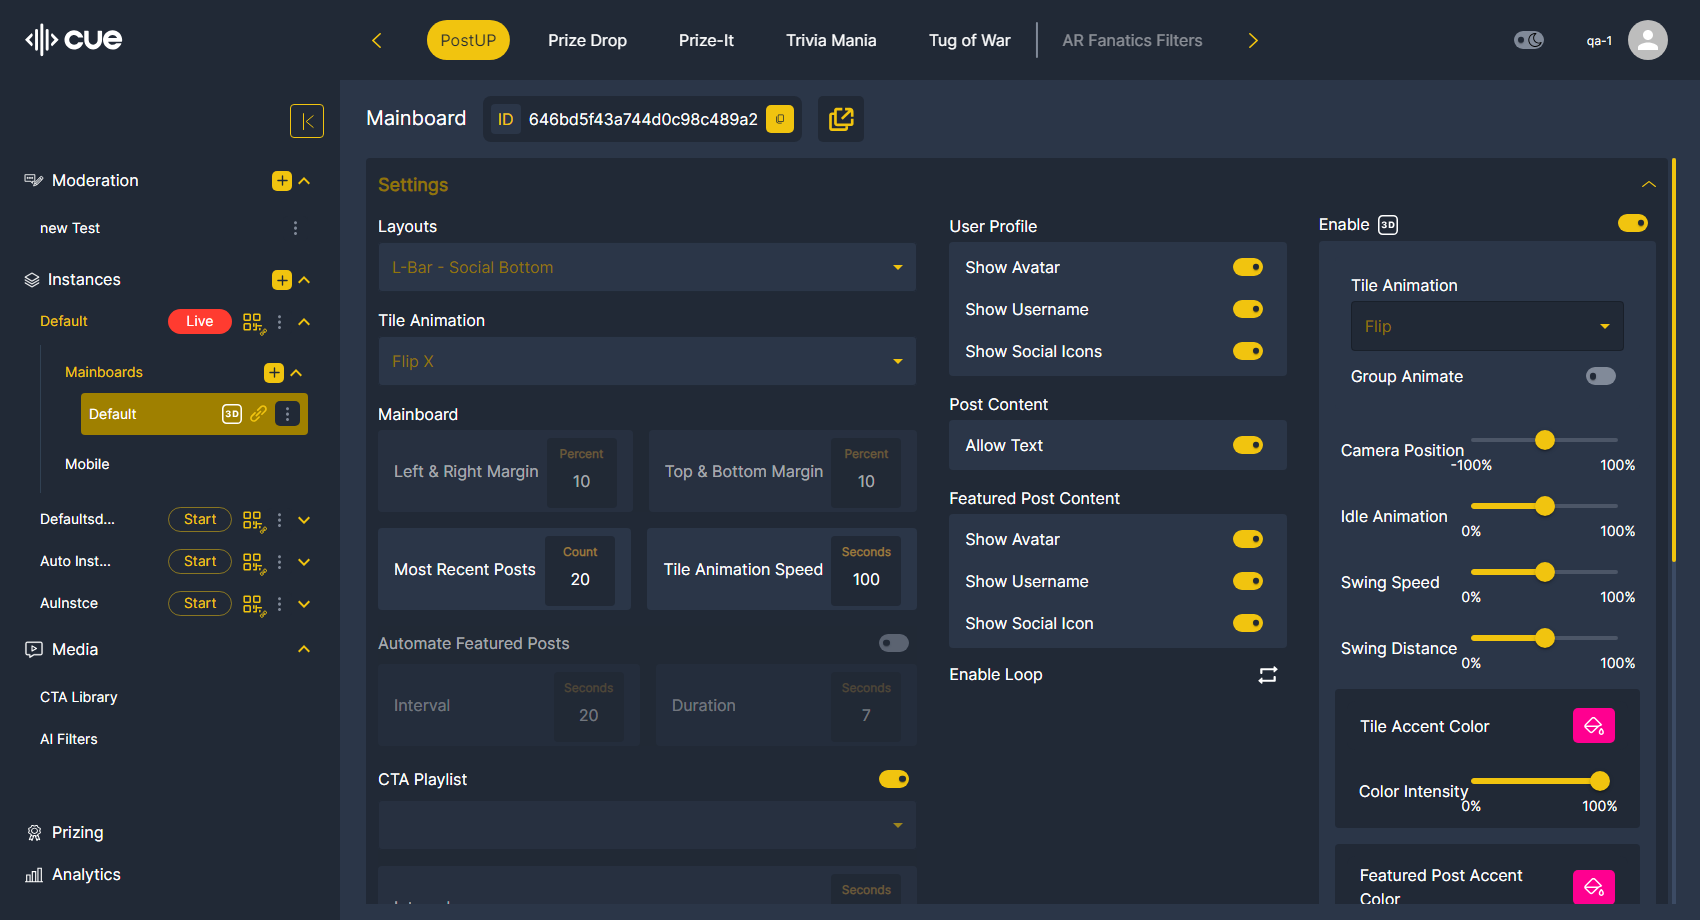 cue
PostUP
Prize Drop
Prize-It
Trivia Mania
Tug of War
AR Fanatics Filters
qa-1
Moderation
new Test
Instances
Default
Live
Mainboards
Default
3D
Mobile
Defaultsd...
Start
Auto Inst...
Start
AuInstce
Start
Media
CTA Library
AI Filters
Prizing
Analytics
Mainboard
ID
646bd5f43a744d0c98c489a2
Settings
Layouts
L-Bar - Social Bottom
Tile Animation
Flip X
Mainboard
Left & Right Margin
Percent
10
Top & Bottom Margin
Percent
10
Most Recent Posts
Count
20
Tile Animation Speed
Seconds
100
Automate Featured Posts
Interval
Seconds
20
Duration
Seconds
7
CTA Playlist
Seconds
User Profile
Show Avatar
Show Username
Show Social Icons
Post Content
Allow Text
Featured Post Content
Show Avatar
Show Username
Show Social Icon
Enable Loop
Enable
3D
Tile Animation
Flip
Group Animate
Camera Position
-100%
100%
Idle Animation
0%
100%
Swing Speed
0%
100%
Swing Distance
0%
100%
Tile Accent Color
Color Intensity
0%
100%
Featured Post Accent
Color